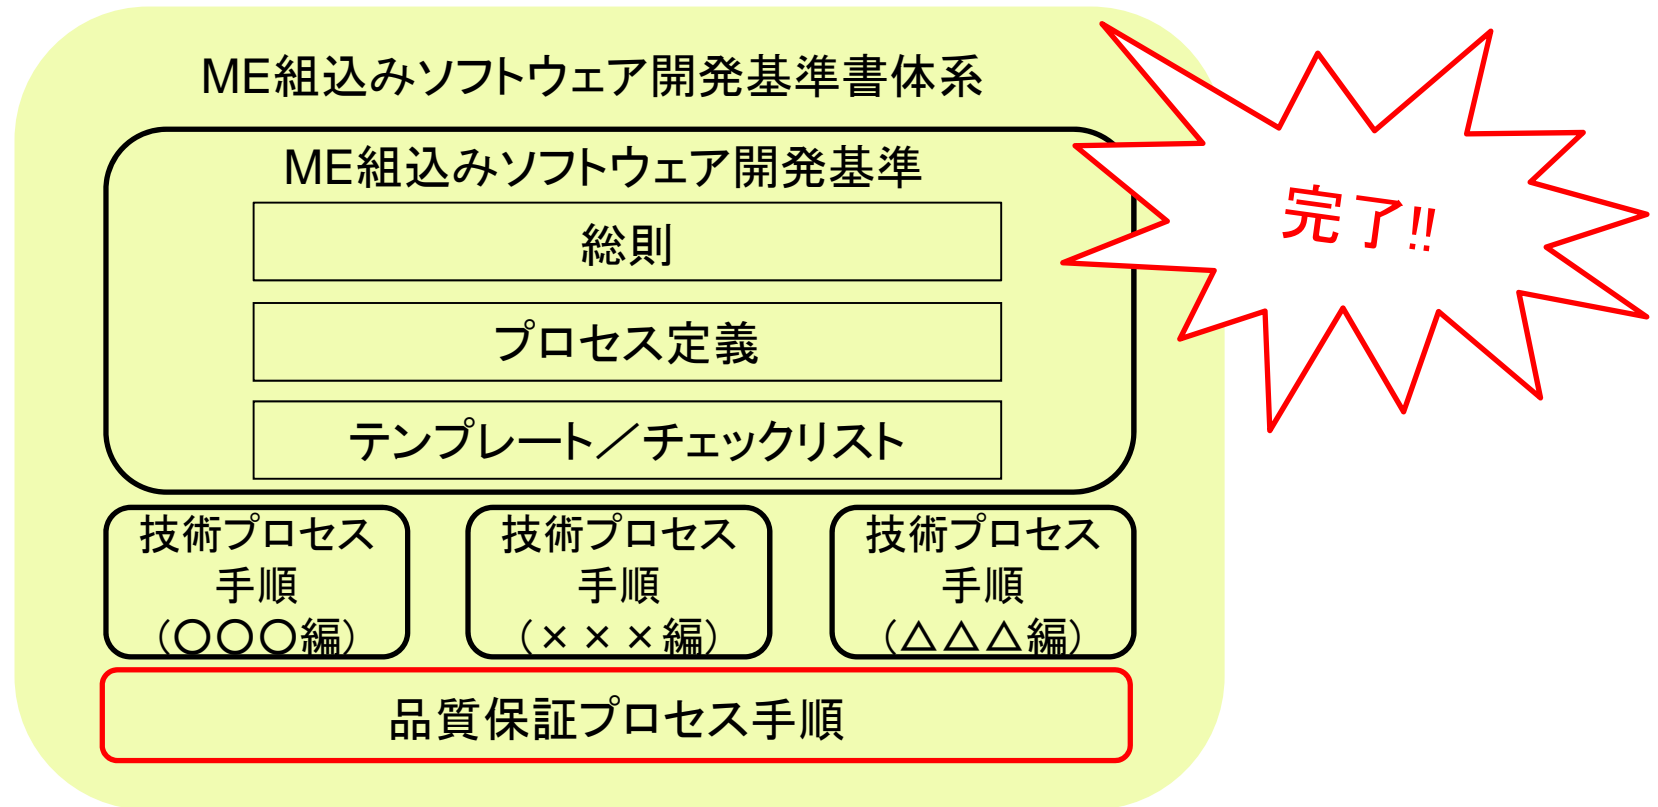 ME組込みソフトウェア開発基準書体系
ME組込みソフトウェア開発基準
総則
プロセス定義
テンプレート／チェックリスト
技術プロセス
手順
（〇〇〇編）
技術プロセス
手順
（×××編）
技術プロセス
手順
（△△△編）
品質保証プロセス手順
完了!!